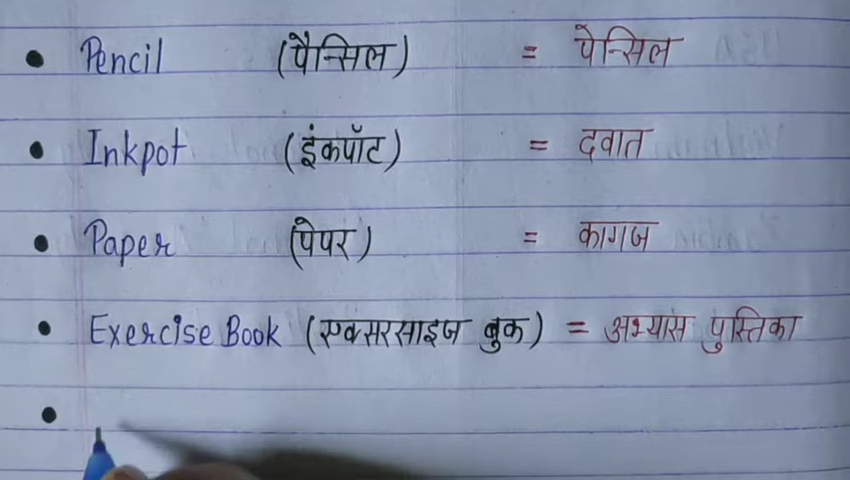 • Pencil (पैन्सिल) = पेन्सिल
• Inkpot (इंकपॉट) = दवात
• Paper (पेपर) = कागज
• Exercise Book (एक्सरसाइज बुक) = अभ्यास पुस्तिका
•